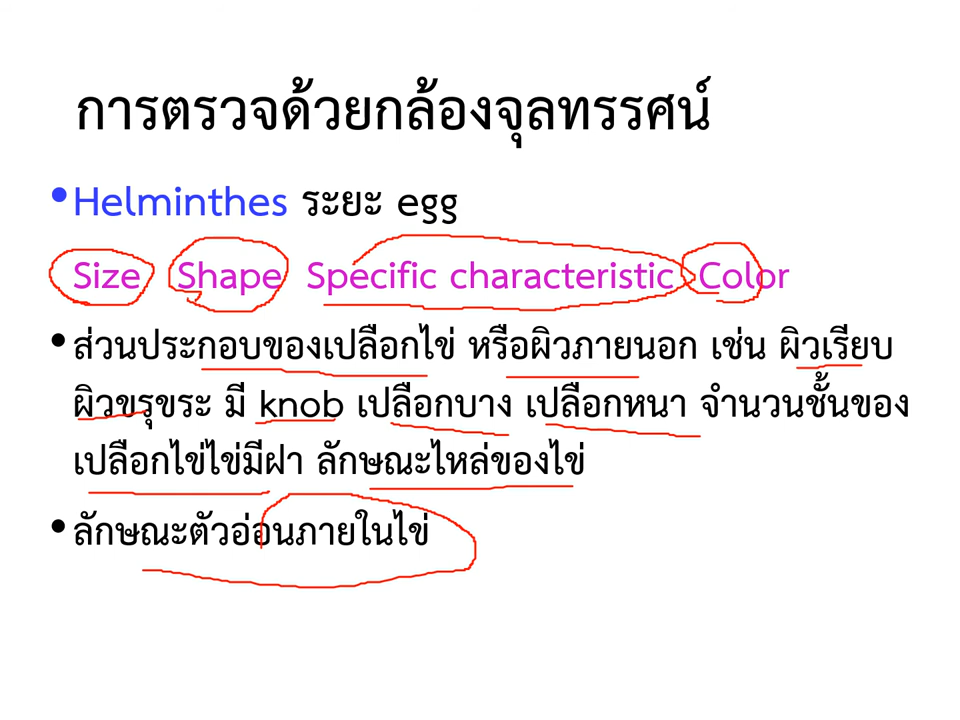 การตรวจด้วยกล้องจุลทรรศน์
•Helminthes ระยะ egg
Size Shape Specific characteristic Color
•ส่วนประกอบของเปลือกไข่ หรือผิวภายนอก เช่น ผิวเรียบ
ผิวขรุขระ มี knob เปลือกบาง เปลือกหนา จำนวนชั้นของ
เปลือกไข่ไข่มีฝา ลักษณะไหล่ของไข่
•ลักษณะตัวอ่อนภายในไข่